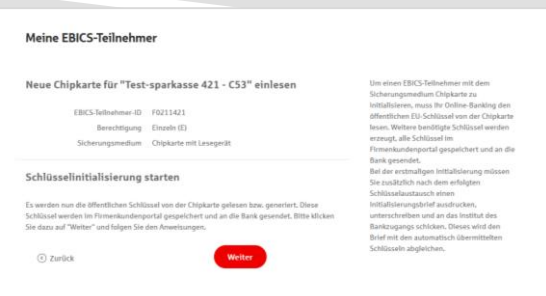 Meine EBICS-Teilnehmer
Neue Chipkarte für "Test-sparkasse 421 - C53" einlesen
EBICS-Teilnehmer-ID F0211421
Berechtigung Einzeln (E)
Sicherungsmedium Chipkarte mit Lesegerät
Schlüsselinitialisierung starten
Es werden nun die öffentlichen Schlüssel von der Chipkarte gelesen bzw. generiert. Diese
Schlüssel werden im Firmenkundenportal gespeichert und an die Bank gesendet. Bitte klicken
Sie dazu auf "Weiter" und folgen Sie den Anweisungen.
Zurück
Weiter
Um einen EBICS-Teilnehmer mit dem
Sicherungsmedium Chipkarte zu
initialisieren, muss Ihr Online-Banking den
öffentlichen EU-Schlüssel von der Chipkarte
lesen. Weitere benötigte Schlüssel werden
erzeugt, alle Schlüssel im
Firmenkundenportal gespeichert und an die
Bank gesendet.
Bei der erstmaligen Initialisierung müssen
Sie zusätzlich nach dem erfolgten
Schlüsselaustausch einen
Initialisierungsbrief ausdrucken,
unterschreiben und an das Institut des
Bankzugangs schicken. Dieses wird den
Brief mit den automatisch übermittelten
Schlüsseln abgleichen.